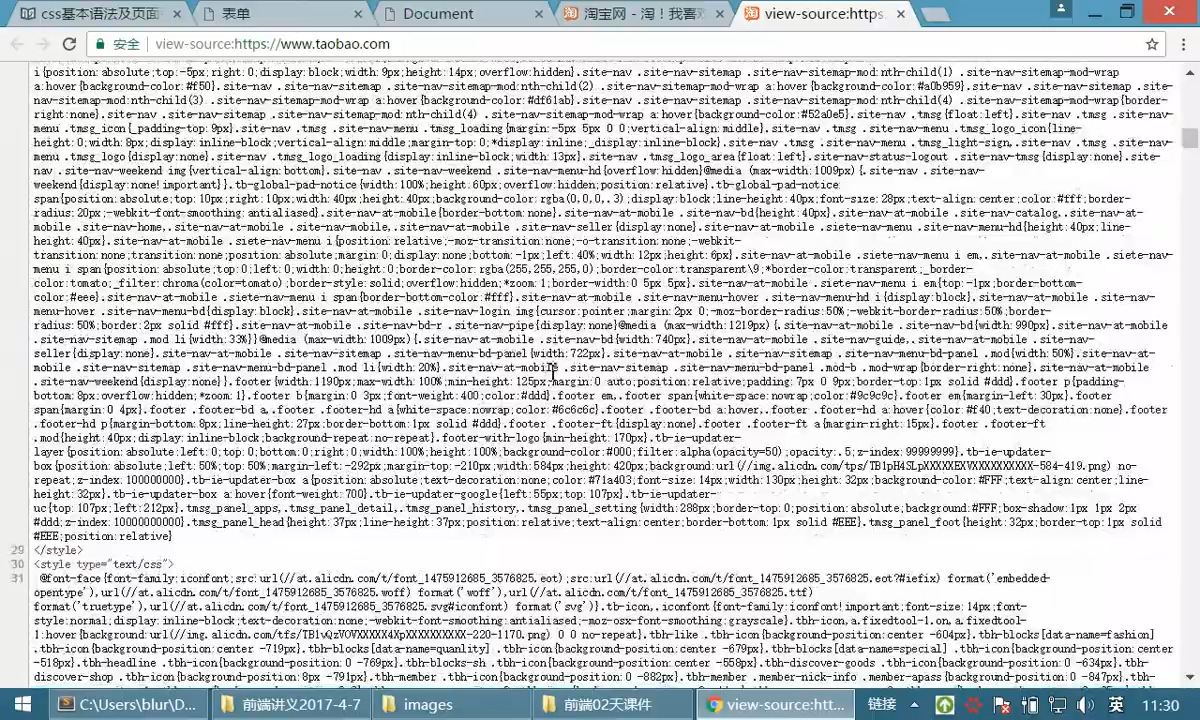 css基本语法及页面
表单
Document
淘宝网 - 淘！我喜
view-source:https:
安全
view-source:https://www.taobao.com
i{position:absolute;top:-5px;right:0;display:block;width:9px;height:14px;overflow:hidden}.site-nav .site-nav-sitemap .site-nav-sitemap-mod:nth-child(1) .site-nav-sitemap-mod-wrap
a:hover{background-color:#f50}.site-nav .site-nav-sitemap .site-nav-sitemap-mod:nth-child(2) .site-nav-sitemap-mod-wrap a:hover{background-color:#a0b959}.site-nav .site-
nav-sitemap .site-nav-sitemap-mod:nth-child(3) .site-nav-sitemap-mod-wrap a:hover{background-color:#df61ab}.site-nav .site-nav-sitemap .site-nav-sitemap-mod:nth-child(4) .site-nav-sitemap-mod-wrap{border-
right:none}.site-nav .site-nav-sitemap .site-nav-sitemap-mod:nth-child(4) .site-nav-sitemap-mod-wrap a:hover{background-color:#52a0e5}.site-nav .tmsg{float:left}.site-nav .tmsg .site-nav-
menu .tmsg_icon{_padding-top:9px}.site-nav .tmsg .site-nav-menu .tmsg_loading{margin:-5px 5px 0 0;vertical-align:middle}.site-nav .tmsg .site-nav-menu .tmsg_logo_icon{line-
height:0;width:8px;display:inline-block;vertical-align:middle;margin-top:0;*display:inline;_display:inline-block}.site-nav .tmsg .site-nav-menu .tmsg_light-sign,.site-nav .tmsg .site-nav-
menu .tmsg_logo{display:none}.site-nav .tmsg_logo_loading{display:inline-block;width:13px}.site-nav .tmsg_logo_area{float:left}.site-nav-status-logout .site-nav-tmsg{display:none}.site-
nav .site-nav-weekend img{vertical-align:bottom}.site-nav .site-nav-weekend .site-nav-menu-hd{overflow:hidden}@media (max-width:1009px) {.site-nav .site-nav-
weekend{display:none!important}}.tb-global-pad-notice{width:100%;height:60px;overflow:hidden;position:relative}.tb-global-pad-notice
span{position:absolute;top:10px;right:10px;width:40px;height:40px;background-color:rgba(0,0,0,.3);display:block;line-height:40px;font-size:28px;text-align:center;color:#fff;border-
radius:20px;-webkit-font-smoothing:antialiased}.site-nav-at-mobile{border-bottom:none}.site-nav-at-mobile .site-nav-bd{height:40px}.site-nav-at-mobile .site-nav-catalog,.site-nav-at-
mobile .site-nav-home,.site-nav-at-mobile .site-nav-mobile,.site-nav-at-mobile .site-nav-seller{display:none}.site-nav-at-mobile .site-nav-menu .site-nav-menu-hd{height:40px;line-
height:40px}.site-nav-at-mobile .siete-nav-menu i{position:relative;-moz-transition:none;-o-transition:none;-webkit-
transition:none;transition:none;position:absolute;margin:0;display:none;bottom:-1px;left:40%;width:12px;height:6px}.site-nav-at-mobile .siete-nav-menu i em,.site-nav-at-mobile .siete-nav-
menu i span{position:absolute;top:0;left:0;width:0;height:0;border-color:rgba(255,255,255,0);border-color:transparent\9;*border-color:transparent;_border-
color:tomato;_filter:chroma(color=tomato);border-style:solid;overflow:hidden;*zoom:1;border-width:0 5px 5px}.site-nav-at-mobile .siete-nav-menu i em{top:-1px;border-bottom-
color:#eee}.site-nav-at-mobile .siete-nav-menu i span{border-bottom-color:#fff}.site-nav-at-mobile .site-nav-menu-hover .site-nav-menu-hd i{display:block}.site-nav-at-mobile .site-nav-
menu-hover .site-nav-menu-bd{display:block}.site-nav-at-mobile .site-nav-login img{cursor:pointer;margin:2px 0;-moz-border-radius:50%;-webkit-border-radius:50%;border-
radius:50%;border:2px solid #fff}.site-nav-at-mobile .site-nav-bd-r .site-nav-pipe{display:none}@media (max-width:1219px) {.site-nav-at-mobile .site-nav-bd{width:990px}.site-nav-at-mobile
.site-nav-sitemap .mod li{width:33%}}@media (max-width:1009px){.site-nav-at-mobile .site-nav-bd{width:740px}.site-nav-at-mobile .site-nav-guide,.site-nav-at-mobile .site-nav-
seller{display:none}.site-nav-at-mobile .site-nav-sitemap .site-nav-menu-bd-panel{width:722px}.site-nav-at-mobile .site-nav-sitemap .site-nav-menu-bd-panel .mod{width:50%}.site-nav-at-
mobile .site-nav-sitemap .site-nav-menu-bd-panel .mod li{width:20%}.site-nav-at-mobile .site-nav-sitemap .site-nav-menu-bd-panel .mod-b .mod-wrap{border-right:none}.site-nav-at-mobile
.site-nav-weekend{display:none}}.footer{width:1190px;max-width:100%;min-height:125px;margin:0 auto;position:relative;padding:7px 0 9px;border-top:1px solid #ddd}.footer p{padding-
bottom:8px;overflow:hidden;*zoom:1}.footer b{margin:0 3px;font-weight:400;color:#ddd}.footer em,.footer span{white-space:nowrap;color:#9c9c9c}.footer em{margin-left:30px}.footer
span{margin:0 4px}.footer .footer-bd a,.footer .footer-hd a{white-space:nowrap;color:#6c6c6c}.footer .footer-bd a:hover,.footer .footer-hd a:hover{color:#f40;text-decoration:none}.footer
.footer-hd p{margin-bottom:8px;line-height:27px;border-bottom:1px solid #ddd}.footer .footer-ft{display:none}.footer .footer-ft a{margin-right:15px}.footer .footer-ft
.mod{height:40px;display:inline-block;background-repeat:no-repeat}.footer-with-logo{min-height:170px}.tb-ie-updater-
layer{position:absolute;left:0;top:0;bottom:0;right:0;width:100%;height:100%;background-color:#000;filter:alpha(opacity=50);opacity:.5;z-index:99999999}.tb-ie-updater-
box{position:absolute;left:50%;top:50%;margin-left:-292px;margin-top:-210px;width:584px;height:420px;background:url(//img.alicdn.com/tps/TB1pH4SLpXXXXXEXVXXXXXXXXXX-584-419.png) no-
repeat;z-index:100000000}.tb-ie-updater-box a{position:absolute;text-decoration:none;color:#71a403;font-size:14px;width:130px;height:32px;background-color:#FFF;text-align:center;line-
height:32px}.tb-ie-updater-box a:hover{font-weight:700}.tb-ie-updater-google{left:55px;top:107px}.tb-ie-updater-
uc{top:107px;left:212px}.tmsg_panel_apps,.tmsg_panel_detail,.tmsg_panel_history,.tmsg_panel_setting{width:288px;border-top:0;position:absolute;background:#FFF;box-shadow:1px 1px 2px
#ddd;z-index:10000000000}.tmsg_panel_head{height:37px;line-height:37px;position:relative;text-align:center;border-bottom:1px solid #EEE}.tmsg_panel_foot{height:32px;border-top:1px solid
#EEE;position:relative}
29 </style>
30 <style type="text/css">
31 @font-face{font-family:iconfont;src:url(//at.alicdn.com/t/font_1475912685_3576825.eot);src:url(//at.alicdn.com/t/font_1475912685_3576825.eot?#iefix) format('embedded-
opentype'),url(//at.alicdn.com/t/font_1475912685_3576825.woff) format('woff'),url(//at.alicdn.com/t/font_1475912685_3576825.ttf)
format('truetype'),url(//at.alicdn.com/t/font_1475912685_3576825.svg#iconfont) format('svg')}.tb-icon,.iconfont{font-family:iconfont!important;font-size:14px;font-
style:normal;display:inline-block;text-decoration:none;-webkit-font-smoothing:antialiased;-moz-osx-font-smoothing:grayscale}.tbh-icon,a.fixedtool-1.on,a.fixedtool-
1:hover{background:url(//img.alicdn.com/tfs/TB1vQzVOVXXXXX4XpXXXXXXXXXX-220-1170.png) 0 0 no-repeat}.tbh-like .tbh-icon{background-position:center -604px}.tbh-blocks[data-name=fashion]
.tbh-icon{background-position:center -719px}.tbh-blocks[data-name=quanlity] .tbh-icon{background-position:center -679px}.tbh-blocks[data-name=special] .tbh-icon{background-position:center
-518px}.tbh-headline .tbh-icon{background-position:0 -769px}.tbh-blocks-sh .tbh-icon{background-position:center -558px}.tbh-discover-goods .tbh-icon{background-position:0 -634px}.tbh-
discover-shop .tbh-icon{background-position:8px -791px}.tbh-member .tbh-icon{background-position:0 -882px}.tbh-member .member-nick-info .member-apass{background-position:0 -847px}.tbh-
C:\Users\blur\D...
前端讲义2017-4-7
images
前端02天课件
view-source:htt...
链接
英
11:30